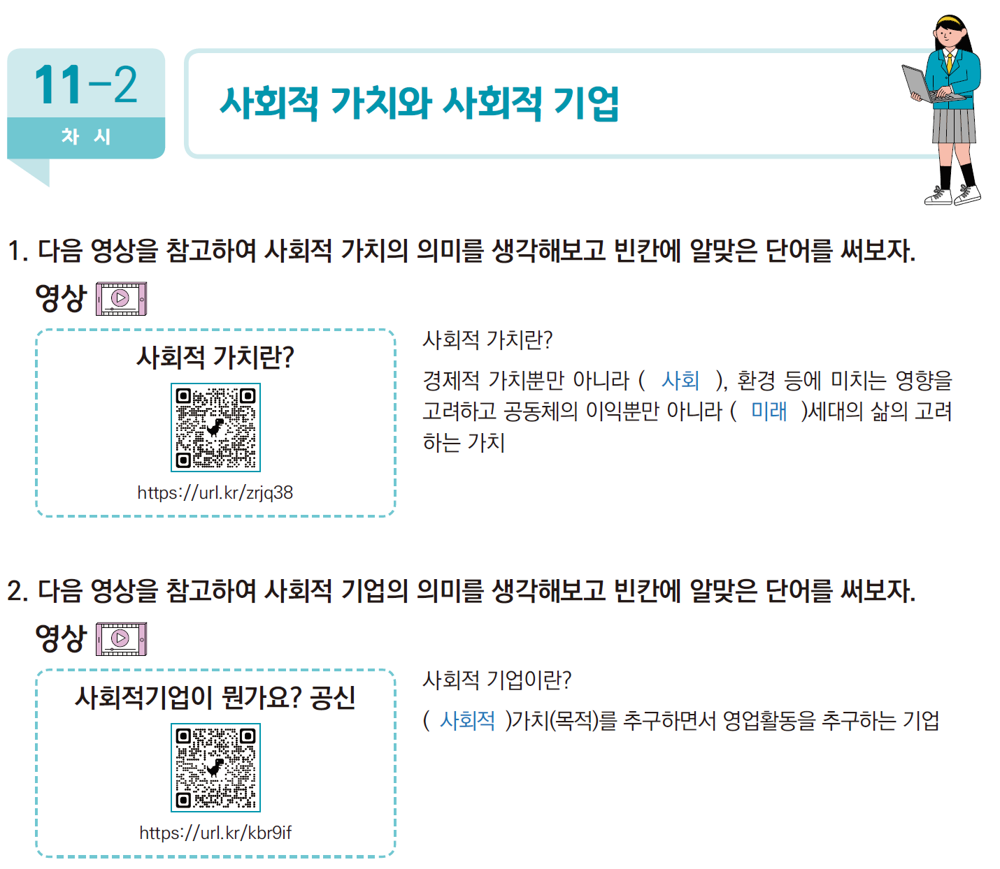 11-2
차 시
사회적 가치와 사회적 기업
1. 다음 영상을 참고하여 사회적 가치의 의미를 생각해보고 빈칸에 알맞은 단어를 써보자.
영상
사회적 가치란?
https://url.kr/zrjq38
사회적 가치란?
경제적 가치뿐만 아니라 ( 사회 ), 환경 등에 미치는 영향을
고려하고 공동체의 이익뿐만 아니라 ( 미래 )세대의 삶의 고려
하는 가치
2. 다음 영상을 참고하여 사회적 기업의 의미를 생각해보고 빈칸에 알맞은 단어를 써보자.
영상
사회적기업이 뭔가요? 공신
https://url.kr/kbr9if
사회적 기업이란?
( 사회적 )가치(목적)를 추구하면서 영업활동을 추구하는 기업